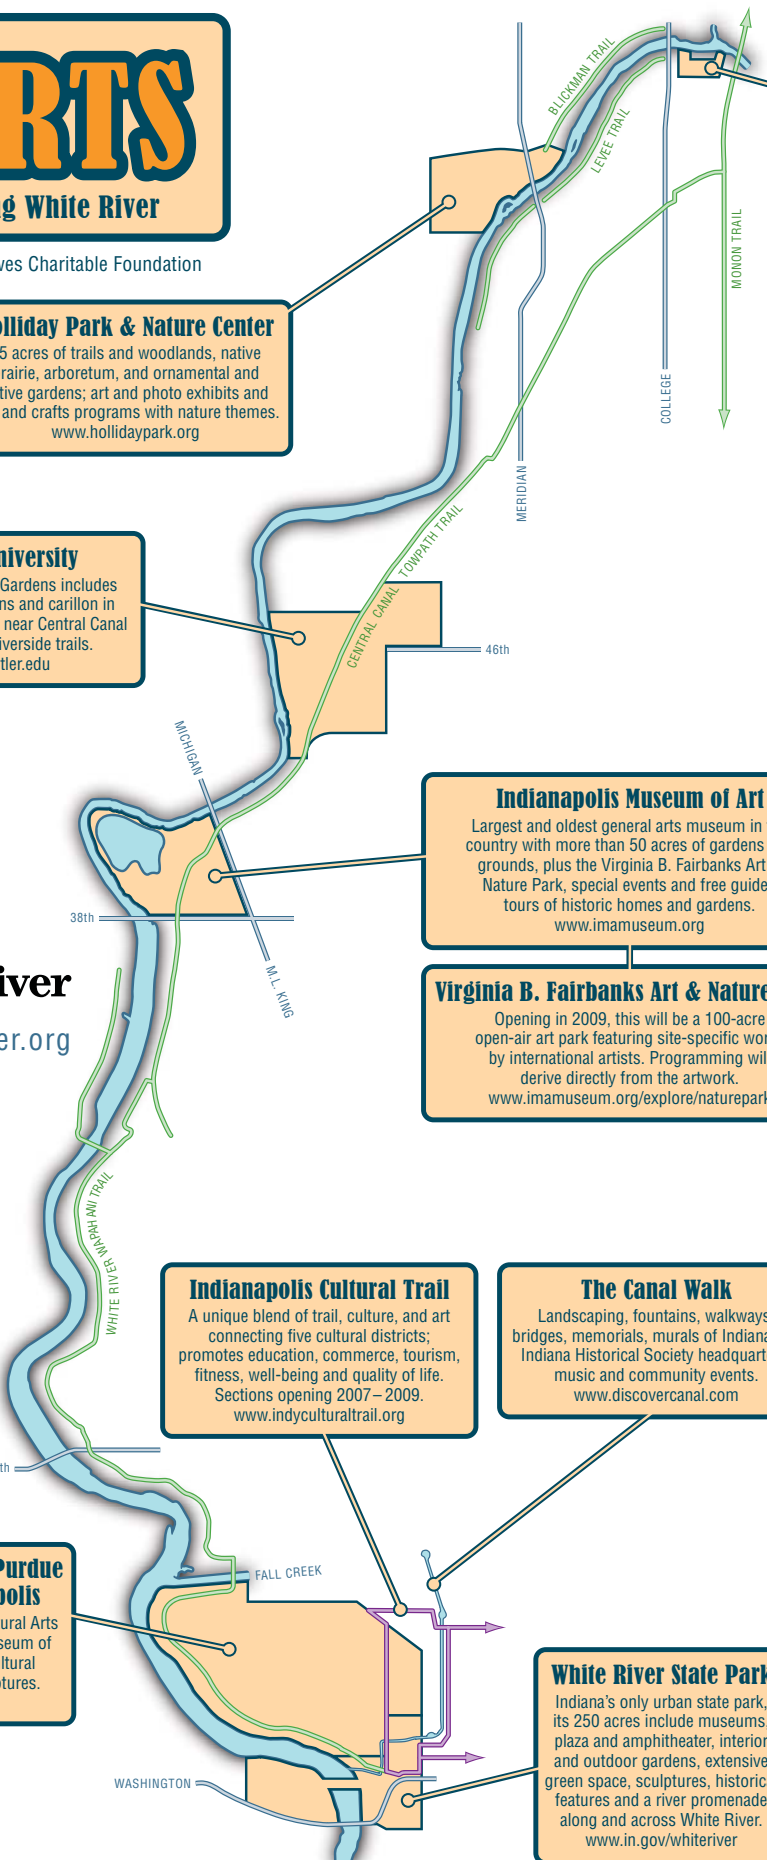 RTS
g White River
ves Charitable Foundation
BLICKMAN TRAIL
LEVEE TRAIL
MONON TRAIL
COLLEGE
MERIDIAN
olliday Park & Nature Center
5 acres of trails and woodlands, native
rairie, arboretum, and ornamental and
tive gardens; art and photo exhibits and
and crafts programs with nature themes.
www.hollidaypark.org
CENTRAL CANAL TOWPATH TRAIL
niversity
Gardens includes
ns and carillon in
near Central Canal
iverside trails.
tler.edu
46th
MICHIGAN
Indianapolis Museum of Art
Largest and oldest general arts museum in
country with more than 50 acres of gardens
grounds, plus the Virginia B. Fairbanks Art
Nature Park, special events and free guide
tours of historic homes and gardens.
www.imamuseum.org
38th
M.L. KING
iver
er.org
Virginia B. Fairbanks Art & Nature
Opening in 2009, this will be a 100-acre
open-air art park featuring site-specific wor
by international artists. Programming wil
derive directly from the artwork.
www.imamuseum.org/explore/naturepark
WHITE RIVER WAPAHANI TRAIL
Indianapolis Cultural Trail
A unique blend of trail, culture, and art
connecting five cultural districts;
promotes education, commerce, tourism,
fitness, well-being and quality of life.
Sections opening 2007–2009.
www.indyculturaltrail.org
The Canal Walk
Landscaping, fountains, walkways
bridges, memorials, murals of Indiana
Indiana Historical Society headquart
music and community events.
www.discovercanal.com
th
FALL CREEK
Purdue
polis
ural Arts
seum of
ltural
tures.
WASHINGTON
White River State Park
Indiana's only urban state park,
its 250 acres include museums,
plaza and amphitheater, interior
and outdoor gardens, extensive
green space, sculptures, historic
features and a river promenade
along and across White River.
www.in.gov/whiteriver